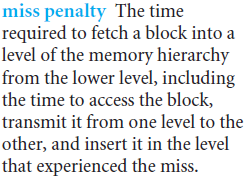 miss penalty The time
required to fetch a block into a
level of the memory hierarchy
from the lower level, including
the time to access the block,
transmit it from one level to the
other, and insert it in the level
that experienced the miss.